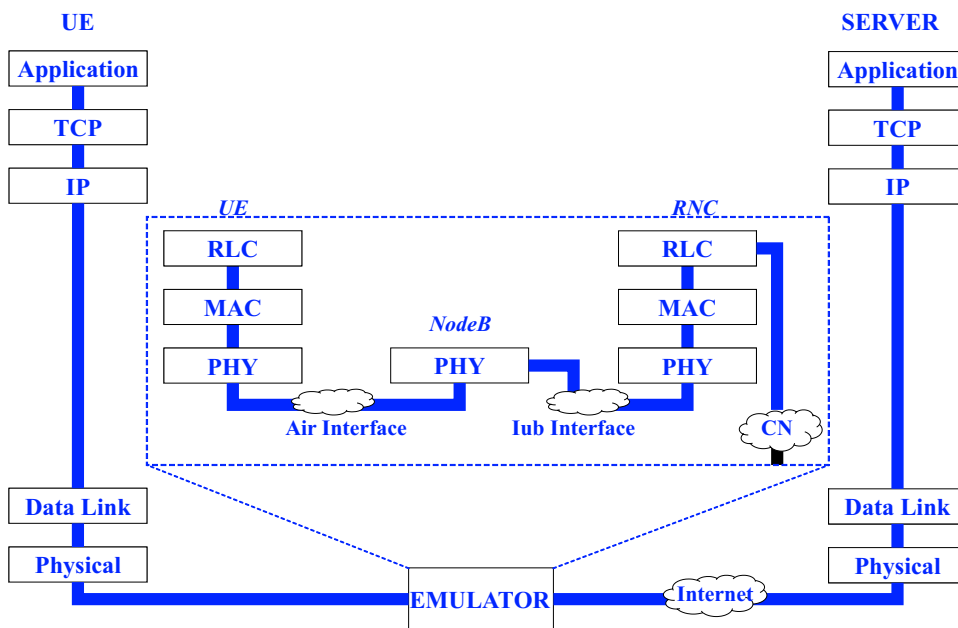 UE
SERVER
Application
Application
TCP
TCP
IP
IP
UE
RNC
RLC
RLC
MAC
MAC
NodeB
PHY
PHY
PHY
Air Interface
Iub Interface
CN
Data Link
Data Link
Physical
Physical
EMULATOR
Internet